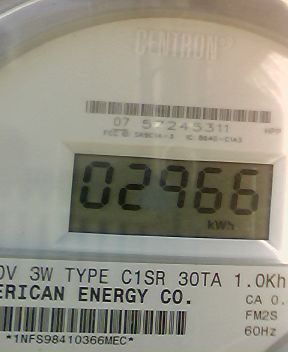 CENTRON
07 57245311
HPP
02966
kWh
0V 3W TYPE C1SR 30TA 1.0Kh
ERICAN ENERGY CO.
CA 0.
FM2S
60Hz
*1NFS98410366MEC*